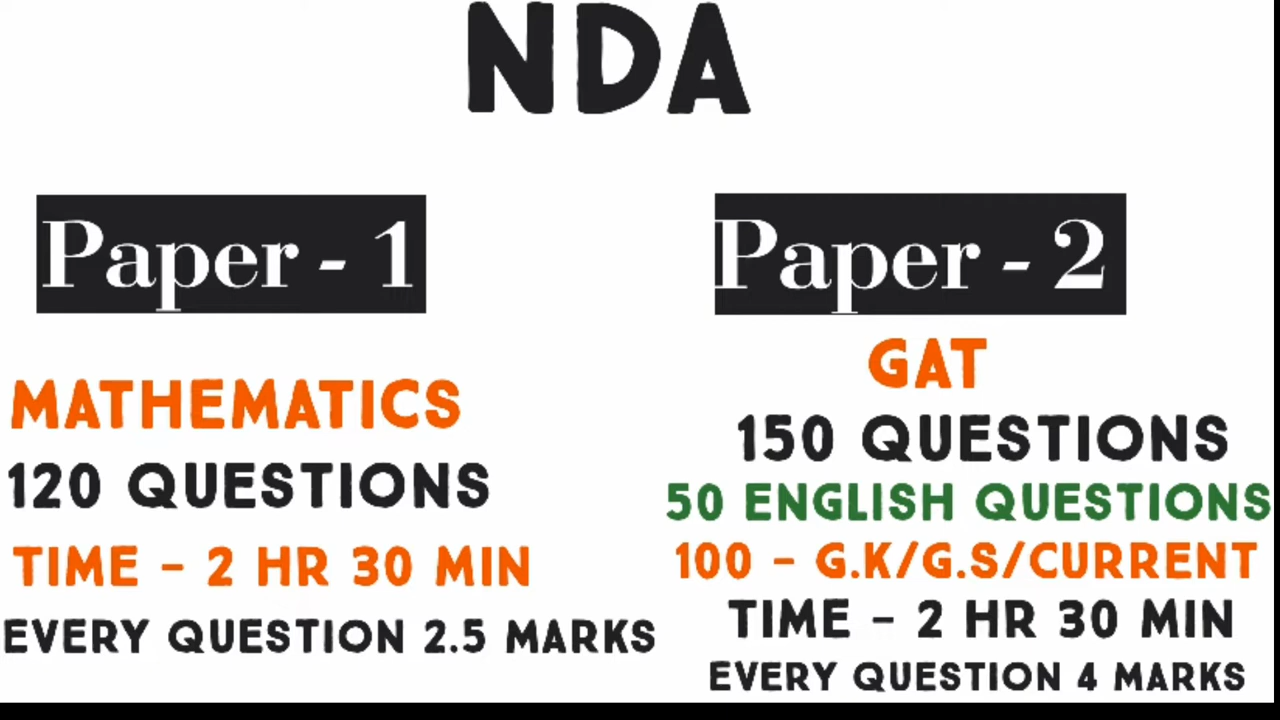 NDA
Paper - 1
MATHEMATICS
120 QUESTIONS
TIME - 2 HR 30 MIN
EVERY QUESTION 2.5 MARKS
Paper - 2
GAT
150 QUESTIONS
50 ENGLISH QUESTIONS
100 - G.K/G.S/CURRENT
TIME - 2 HR 30 MIN
EVERY QUESTION 4 MARKS